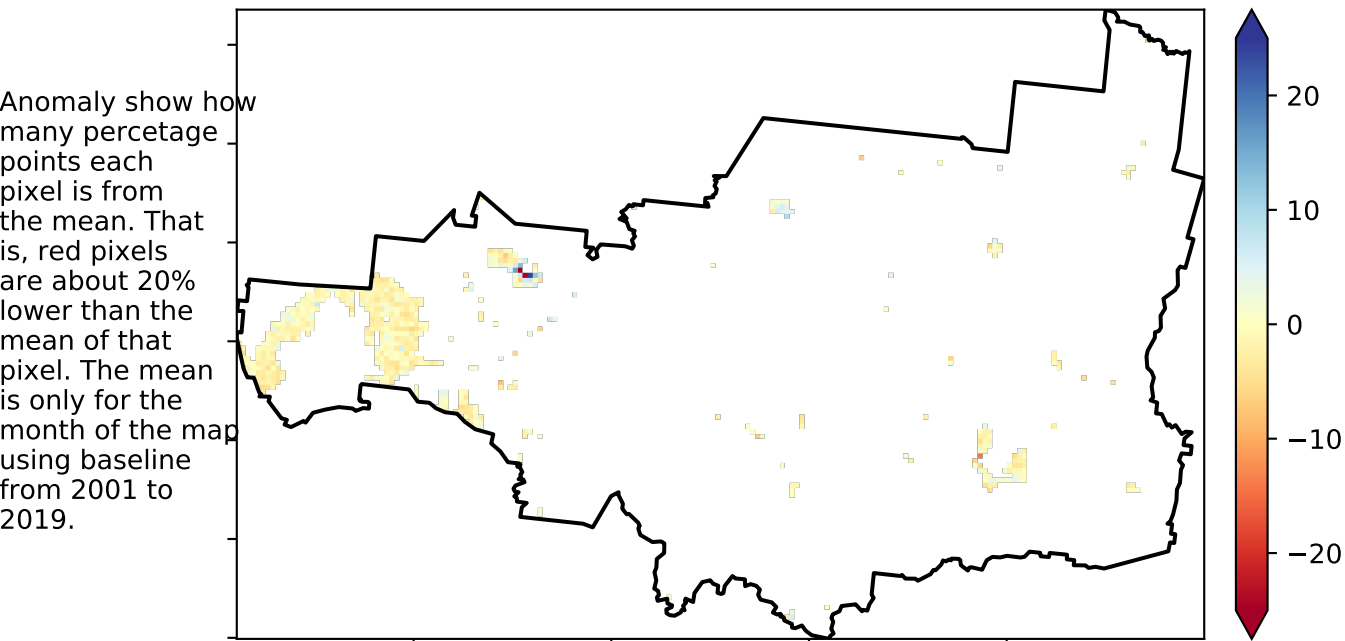 Anomaly show how
many percetage
points each
pixel is from
the mean. That
is, red pixels
are about 20%
lower than the
mean of that
pixel. The mean
is only for the
month of the map
using baseline
from 2001 to
2019.
20
10
0
−10
−20